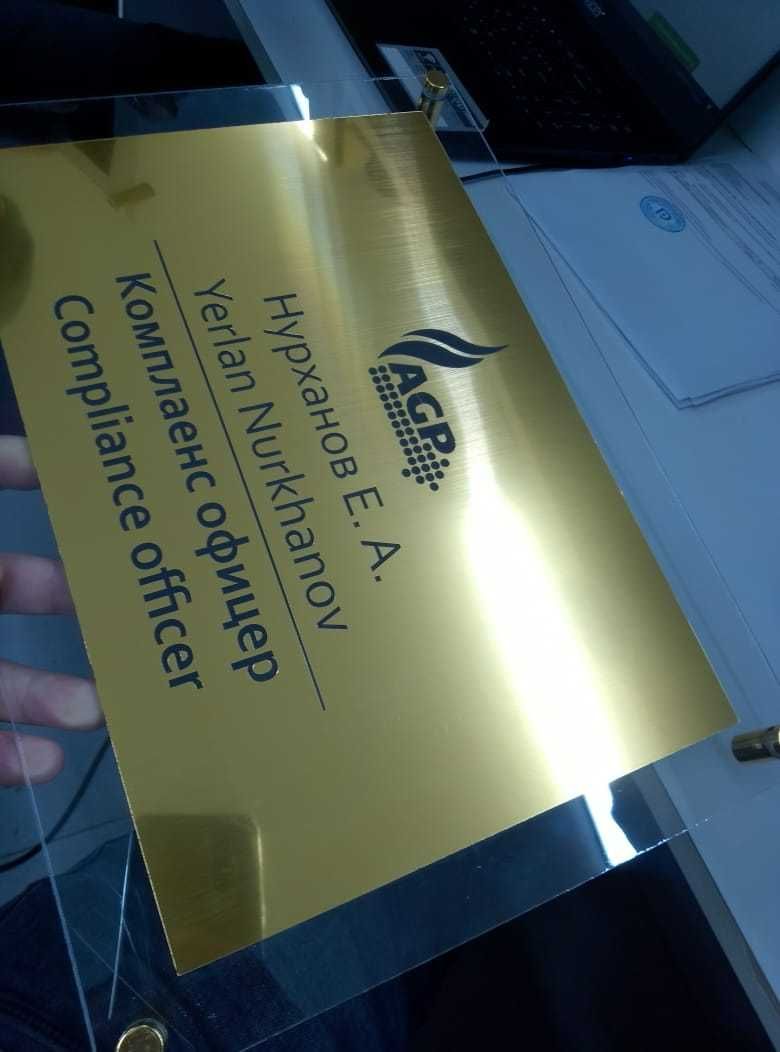 AGP
Нурханов Е. А.
Yerlan Nurkhanov
Комплаенс офицер
Compliance officer